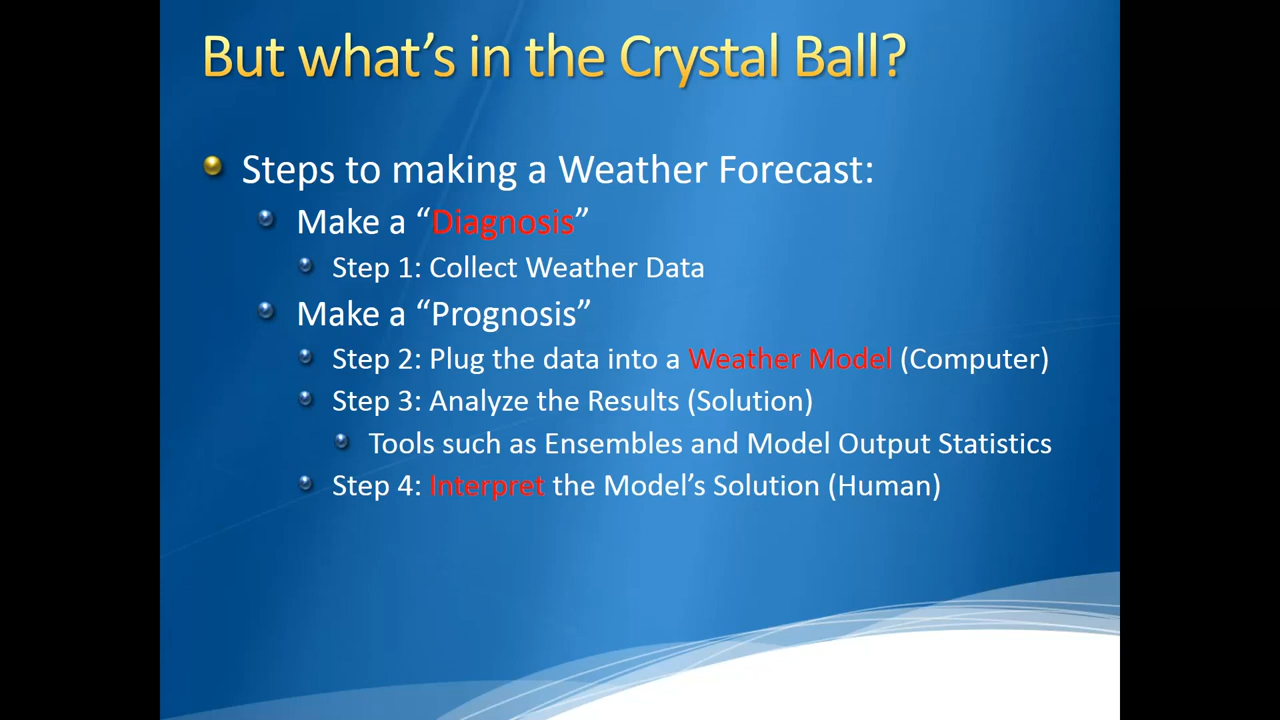 But what’s in the Crystal Ball?
Steps to making a Weather Forecast:
Make a “Diagnosis”
Step 1: Collect Weather Data
Make a “Prognosis”
Step 2: Plug the data into a Weather Model (Computer)
Step 3: Analyze the Results (Solution)
Tools such as Ensembles and Model Output Statistics
Step 4: Interpret the Model’s Solution (Human)